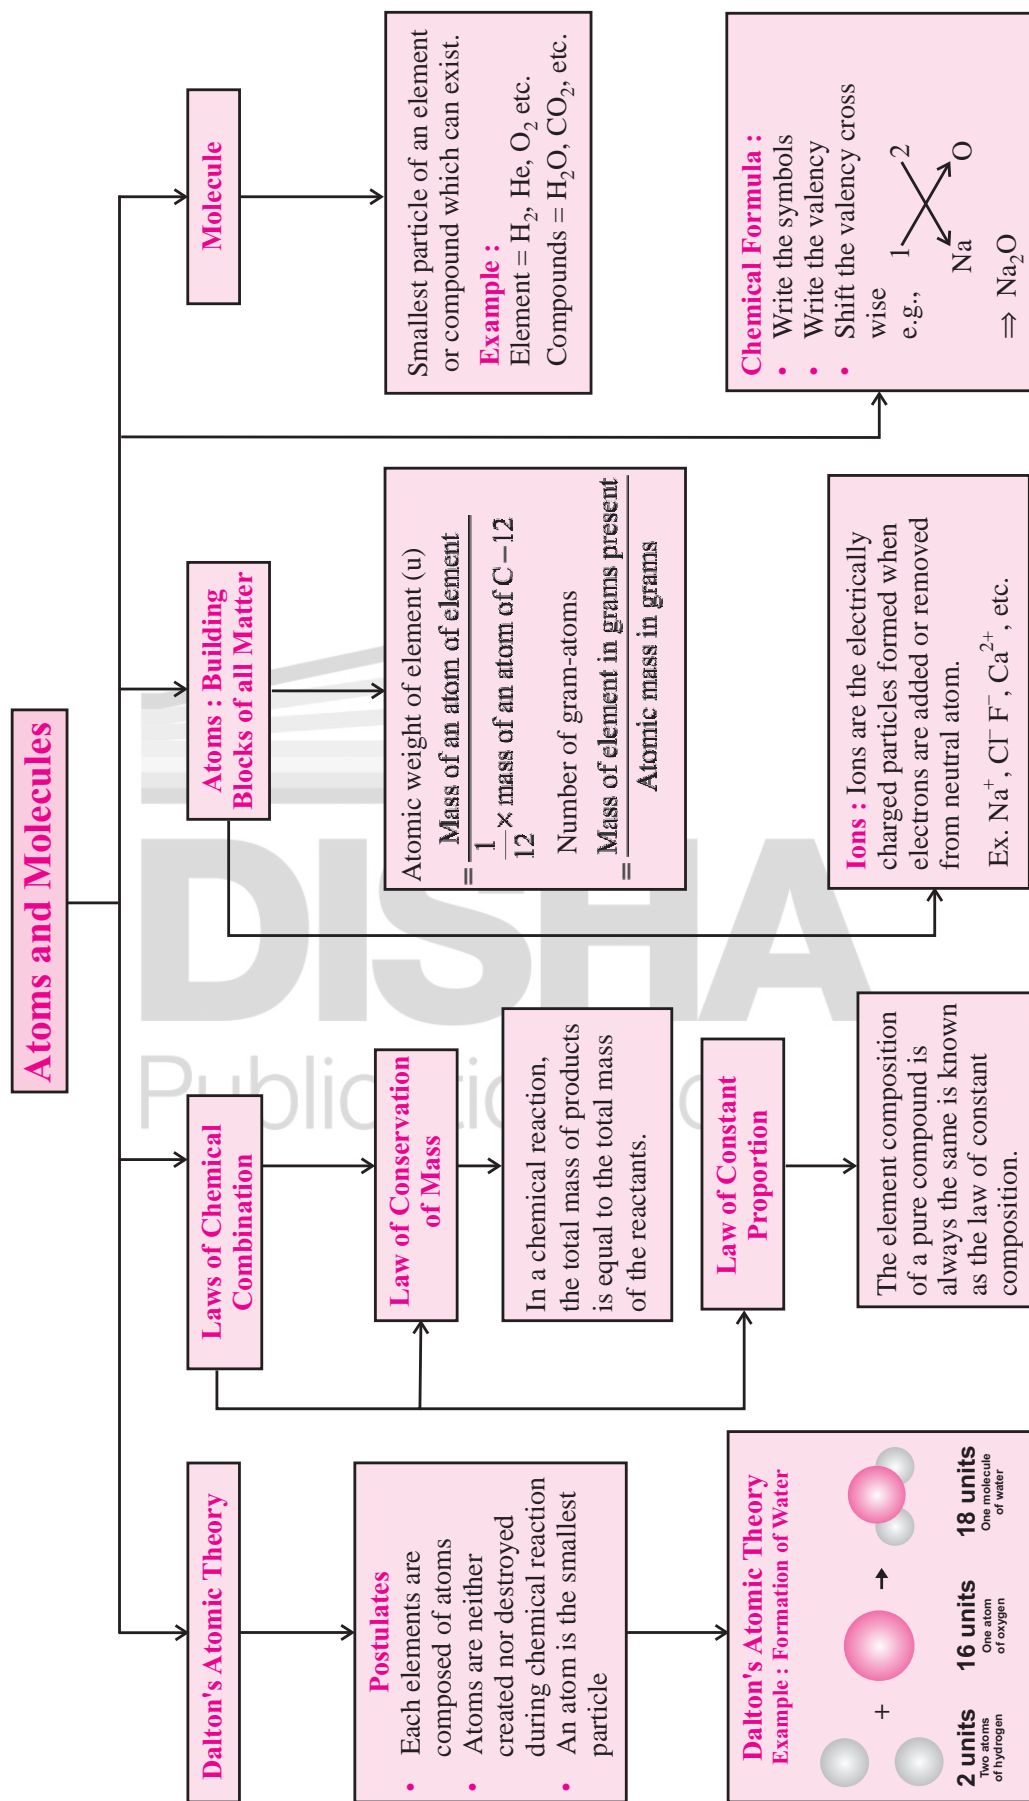 Atoms and Molecules
Dalton's Atomic Theory
Postulates
• Each elements are
composed of atoms
• Atoms are neither
created nor destroyed
during chemical reaction
• An atom is the smallest
particle
Dalton's Atomic Theory
Example : Formation of Water
+
2 units
Two atoms
of hydrogen
16 units
One atom
of oxygen
18 units
One molecule
of water
Laws of Chemical
Combination
Law of Conservation
of Mass
In a chemical reaction,
the total mass of products
is equal to the total mass
of the reactants.
Law of Constant
Proportion
The element composition
of a pure compound is
always the same is known
as the law of constant
composition.
Atoms : Building
Blocks of all Matter
Atomic weight of element (u)
= Mass of an atom of element
1/12 × mass of an atom of C−12
Number of gram-atoms
= Mass of element in grams present
Atomic mass in grams
Ions : Ions are the electrically
charged particles formed when
electrons are added or removed
from neutral atom.
Ex. Na⁺, Cl⁻ F⁻, Ca²⁺, etc.
Molecule
Smallest particle of an element
or compound which can exist.
Example :
Element = H₂, He, O₂ etc.
Compounds = H₂O, CO₂, etc.
Chemical Formula :
• Write the symbols
• Write the valency
• Shift the valency cross
wise
e.g., 1 2
Na O
⇒ Na₂O
DISHA